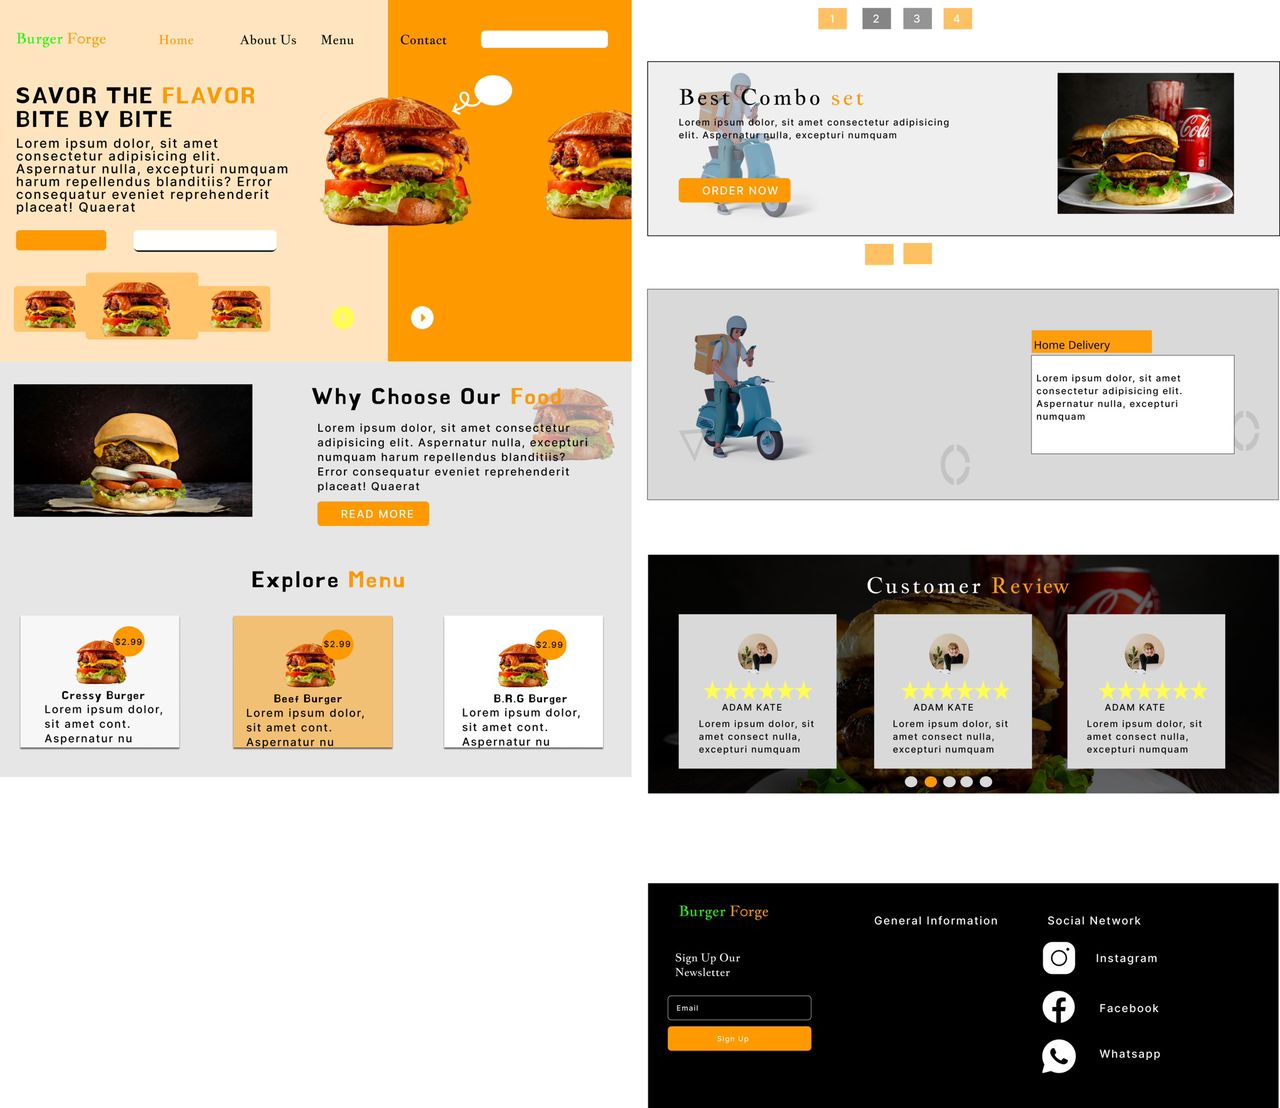 Burger Forge
Home
About Us
Menu
Contact
SAVOR THE FLAVOR
BITE BY BITE
Lorem ipsum dolor, sit amet
consectetur adipisicing elit.
Aspernatur nulla, excepturi numquam
harum repellendus blanditiis? Error
consequatur eveniet reprehenderit
placeat! Quaerat
Why Choose Our Food
Lorem ipsum dolor, sit amet consectetur
adipisicing elit. Aspernatur nulla, excepturi
numquam harum repellendus blanditiis?
Error consequatur eveniet reprehenderit
placeat! Quaerat
READ MORE
Explore Menu
$2.99
Cressy Burger
Lorem ipsum dolor,
sit amet cont.
Aspernatur nu
$2.99
Beef Burger
Lorem ipsum dolor,
sit amet cont.
Aspernatur nu
$2.99
B.R.G Burger
Lorem ipsum dolor,
sit amet cont.
Aspernatur nu
1
2
3
4
Best Combo set
Lorem ipsum dolor, sit amet consectetur adipisicing
elit. Aspernatur nulla, excepturi numquam
ORDER NOW
Coca Cola
Home Delivery
Lorem ipsum dolor, sit amet
consectetur adipisicing elit.
Aspernatur nulla, excepturi
numquam
Customer Review
ADAM KATE
Lorem ipsum dolor, sit
amet consect nulla,
excepturi numquam
ADAM KATE
Lorem ipsum dolor, sit
amet consect nulla,
excepturi numquam
ADAM KATE
Lorem ipsum dolor, sit
amet consect nulla,
excepturi numquam
Burger Forge
Sign Up Our
Newsletter
Email
Sign Up
General Information
Social Network
Instagram
Facebook
Whatsapp